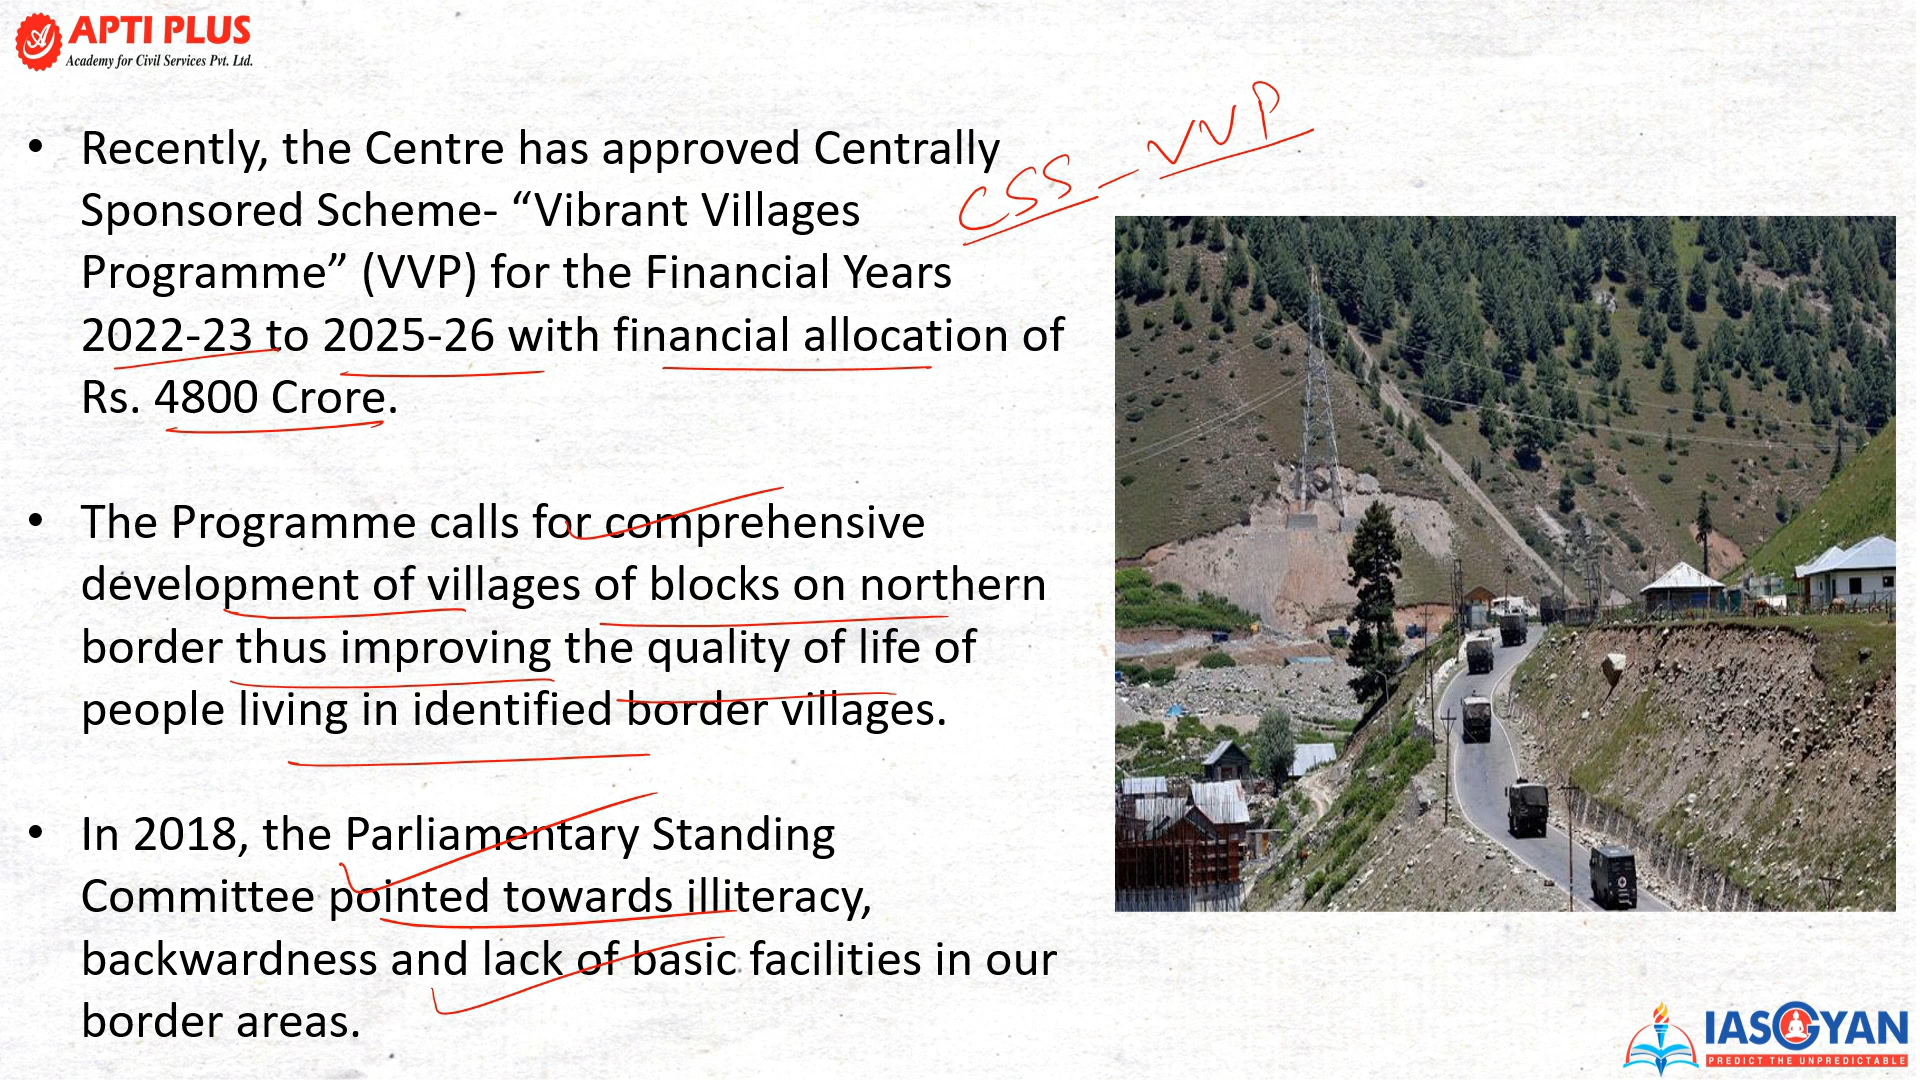 APTI PLUS
Academy for Civil Services Pvt. Ltd.
CSS - VVP
• Recently, the Centre has approved Centrally
Sponsored Scheme- “Vibrant Villages
Programme” (VVP) for the Financial Years
2022-23 to 2025-26 with financial allocation of
Rs. 4800 Crore.
• The Programme calls for comprehensive
development of villages of blocks on northern
border thus improving the quality of life of
people living in identified border villages.
• In 2018, the Parliamentary Standing
Committee pointed towards illiteracy,
backwardness and lack of basic facilities in our
border areas.
IASGYAN
PREDICT THE UNPREDICTABLE